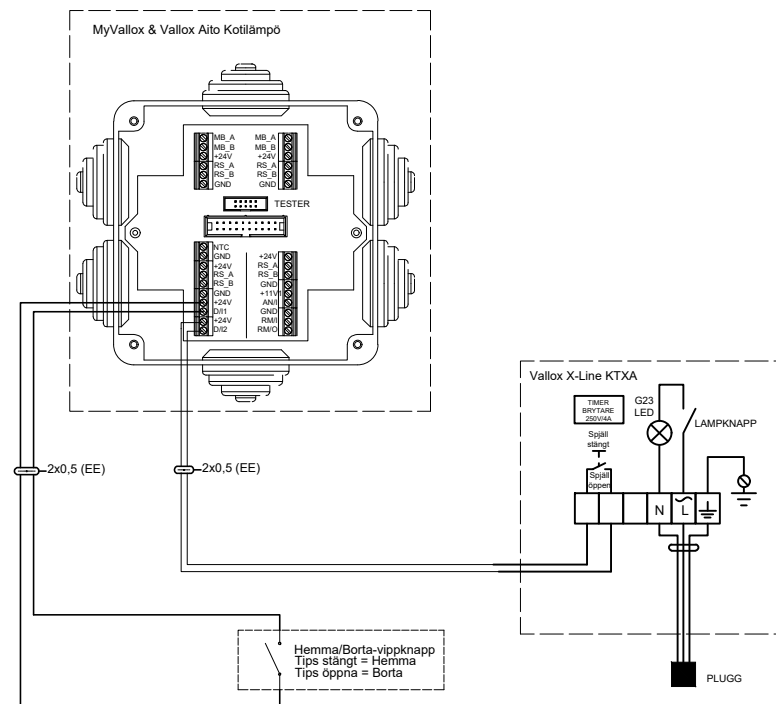 MyVallox & Vallox Aito Kotilämpö
MB_A
MB_B
+24V
RS_A
RS_B
GND
MB_A
MB_B
+24V
RS_A
RS_B
GND
TESTER
NTC
GND
+24V
RS_A
RS_B
GND
+24V
D/I1
+24V
D/I2
+24V
RS_A
RS_B
GND
+11V1
AN/I
GND
RM/I
RM/O
2x0,5 (EE)
2x0,5 (EE)
Vallox X-Line KTXA
TIMER
BRYTARE
250V/4A
Spjäll
stängt
Spjäll
öppen
G23
LED
LAMPKNAPP
N
L
PLUGG
Hemma/Borta-vippknapp
Tips stängt = Hemma
Tips öppna = Borta